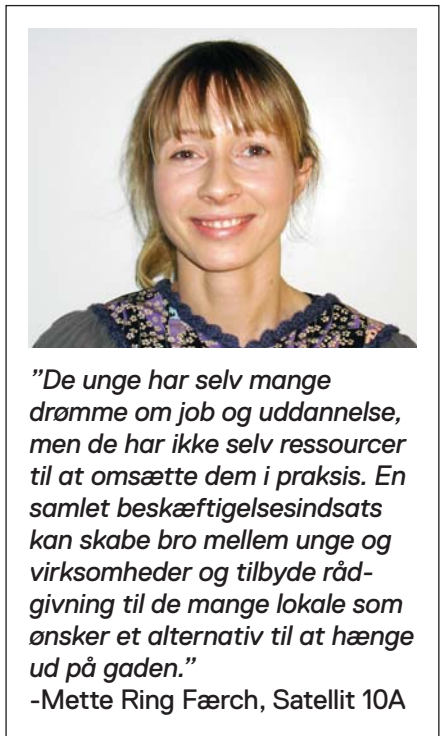 ”De unge har selv mange
drømme om job og uddannelse,
men de har ikke selv ressourcer
til at omsætte dem i praksis. En
samlet beskæftigelsesindsats
kan skabe bro mellem unge og
virksomheder og tilbyde råd-
givning til de mange lokale som
ønsker et alternativ til at hænge
ud på gaden.”
-Mette Ring Færch, Satellit 10A